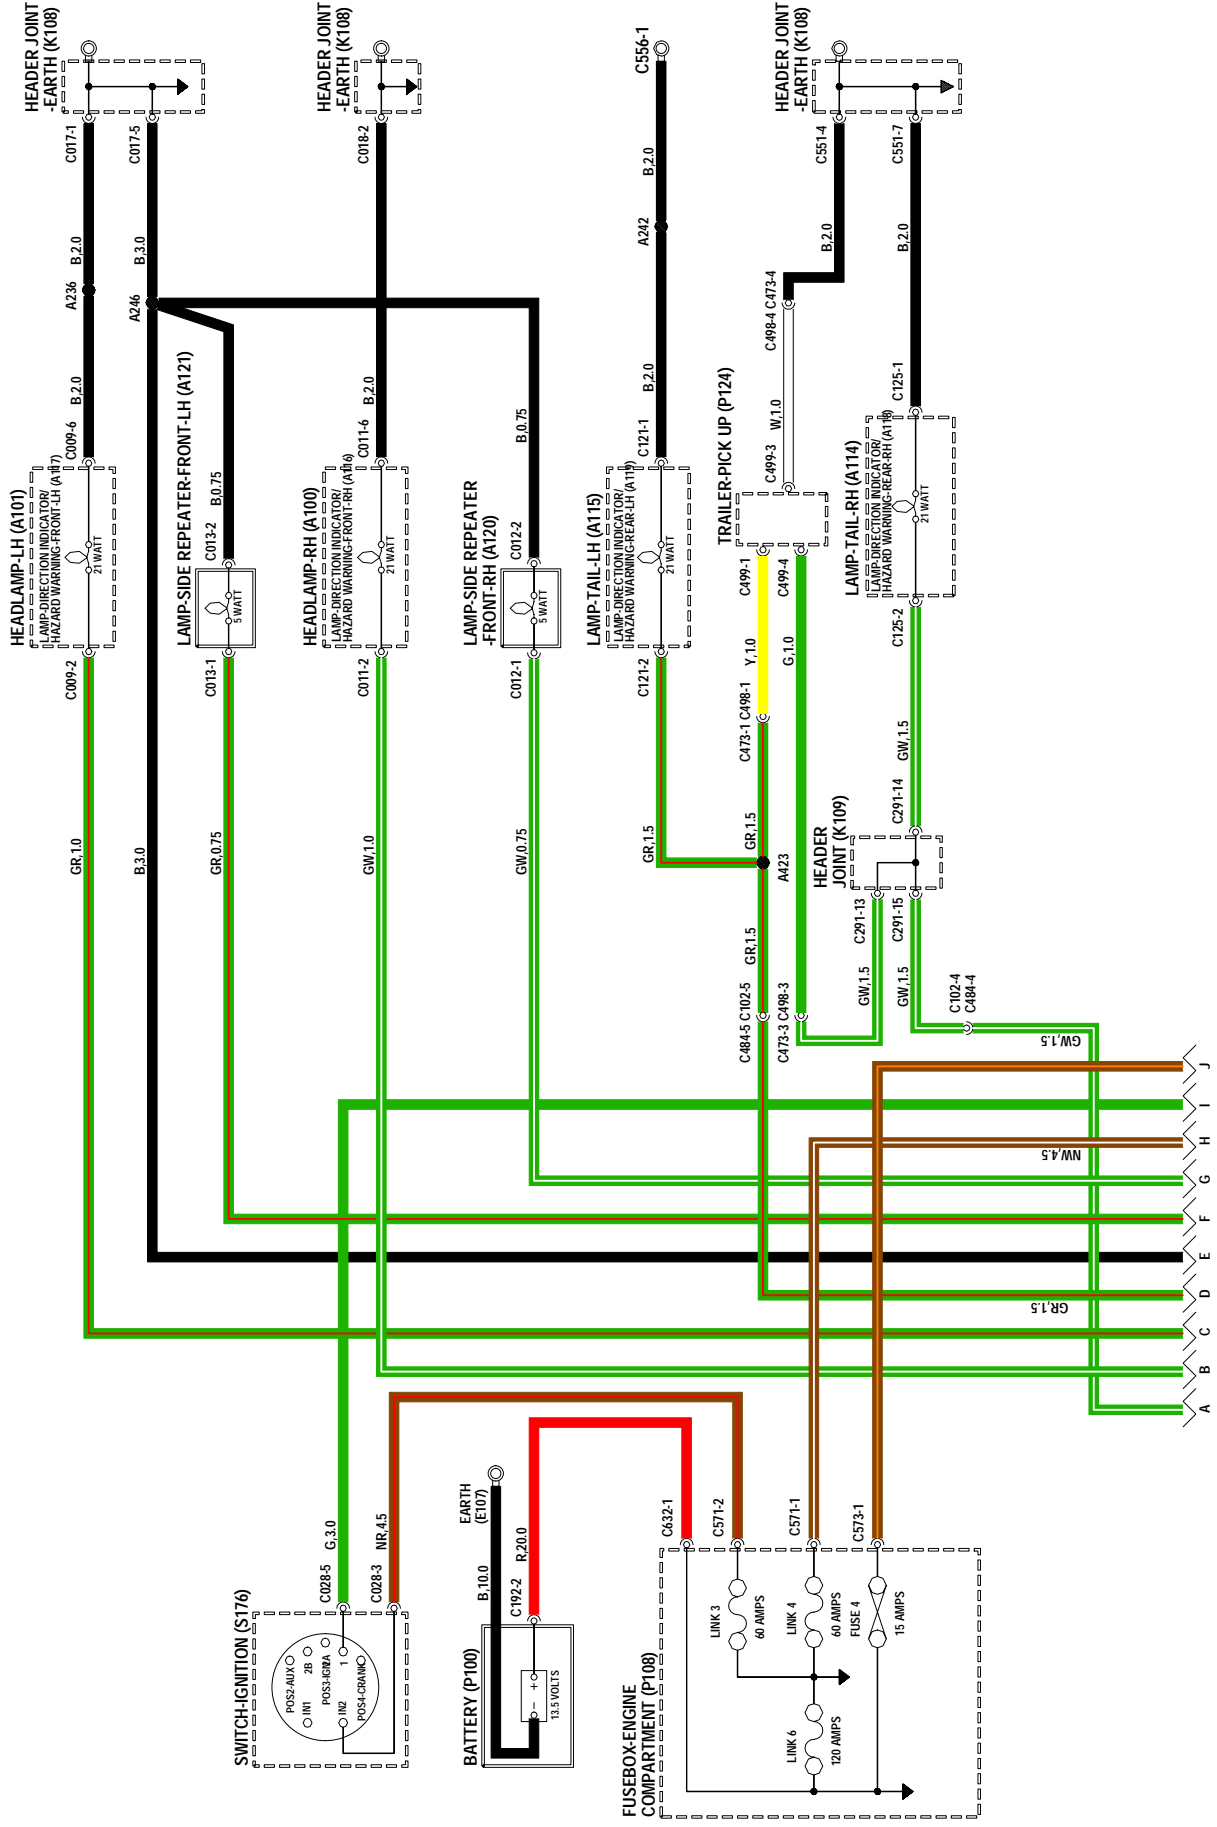 HEADER JOINT
-EARTH (K108)
HEADER JOINT
-EARTH (K108)
C556-1
HEADER JOINT
-EARTH (K108)
C017-1
C017-5
C018-2
C551-4
C551-7
B,2.0
B,3.0
B,2.0
A242
B,2.0
B,2.0
A236
A246
C498-4 C473-4
B,2.0
C009-6
B,2.0
C011-6
B,0.75
B,2.0
C121-1
W,1.0
C499-3
C125-1
HEADLAMP-LH (A101)
LAMP-DIRECTION INDICATOR/
HAZARD WARNING-FRONT-LH (A117)
21 WATT
LAMP-SIDE REPEATER-FRONT-LH (A121)
B,0.75
C013-2
5 WATT
HEADLAMP-RH (A100)
LAMP-DIRECTION INDICATOR/
HAZARD WARNING-FRONT-RH (A116)
21 WATT
LAMP-SIDE REPEATER
-FRONT-RH (A120)
C012-2
5 WATT
LAMP-TAIL-LH (A115)
LAMP-DIRECTION INDICATOR/
HAZARD WARNING-REAR-LH (A119)
21 WATT
TRAILER-PICK UP (P124)
C499-1
C499-4
LAMP-TAIL-RH (A114)
LAMP-DIRECTION INDICATOR/
HAZARD WARNING-REAR-RH (A118)
21 WATT
C009-2
C013-1
C011-2
C012-1
C121-2
Y,1.0
G,1.0
C125-2
C473-1 C498-1
GW,1.5
C291-14
GR,1.0
B,3.0
GR,0.75
GW,1.0
GW,0.75
GR,1.5
GR,1.5
A423
HEADER
JOINT (K109)
C291-13
C291-15
GR,1.5
GW,1.5
GW,1.5
C484-5 C102-5
C473-3 C498-3
C102-4
C484-4
GW,1.5
NW,4.5
GR,1.5
J
I
H
G
F
E
D
C
B
A
SWITCH-IGNITION (S176)
C028-5
G,3.0
C028-3
NR,4.5
POS2-AUX
IN1
2B
POS3-IGN
2A
IN2
1
POS4-CRANK
BATTERY (P100)
EARTH
(E107)
B,10.0
C192-2
R,20.0
- +
13.5 VOLTS
FUSEBOX-ENGINE
COMPARTMENT (P108)
C632-1
C571-2
C571-1
C573-1
LINK 3
60 AMPS
LINK 4
60 AMPS
FUSE 4
15 AMPS
LINK 6
120 AMPS